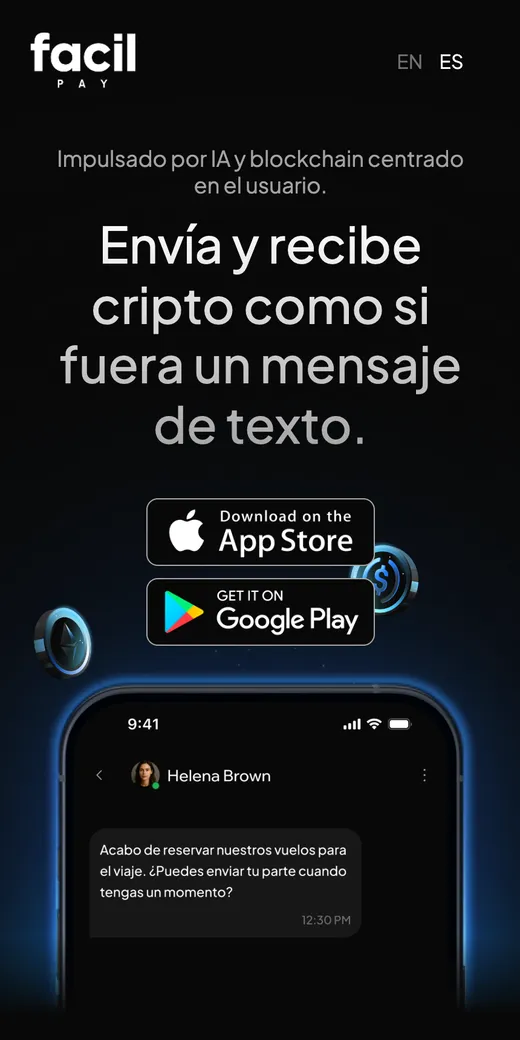 facil
PAY
EN ES
Impulsado por IA y blockchain centrado
en el usuario.
Envía y recibe
cripto como si
fuera un mensaje
de texto.
Download on the
App Store
GET IT ON
Google Play
9:41
Helena Brown
Acabo de reservar nuestros vuelos para
el viaje. ¿Puedes enviar tu parte cuando
tengas un momento?
12:30 PM